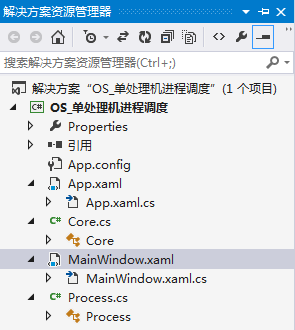 解决方案资源管理器
搜索解决方案资源管理器(Ctrl+;)
解决方案“OS_单处理机进程调度”(1 个项目)
C# OS_单处理机进程调度
Properties
引用
App.config
App.xaml
App.xaml.cs
C# Core.cs
Core
MainWindow.xaml
MainWindow.xaml.cs
C# Process.cs
Process